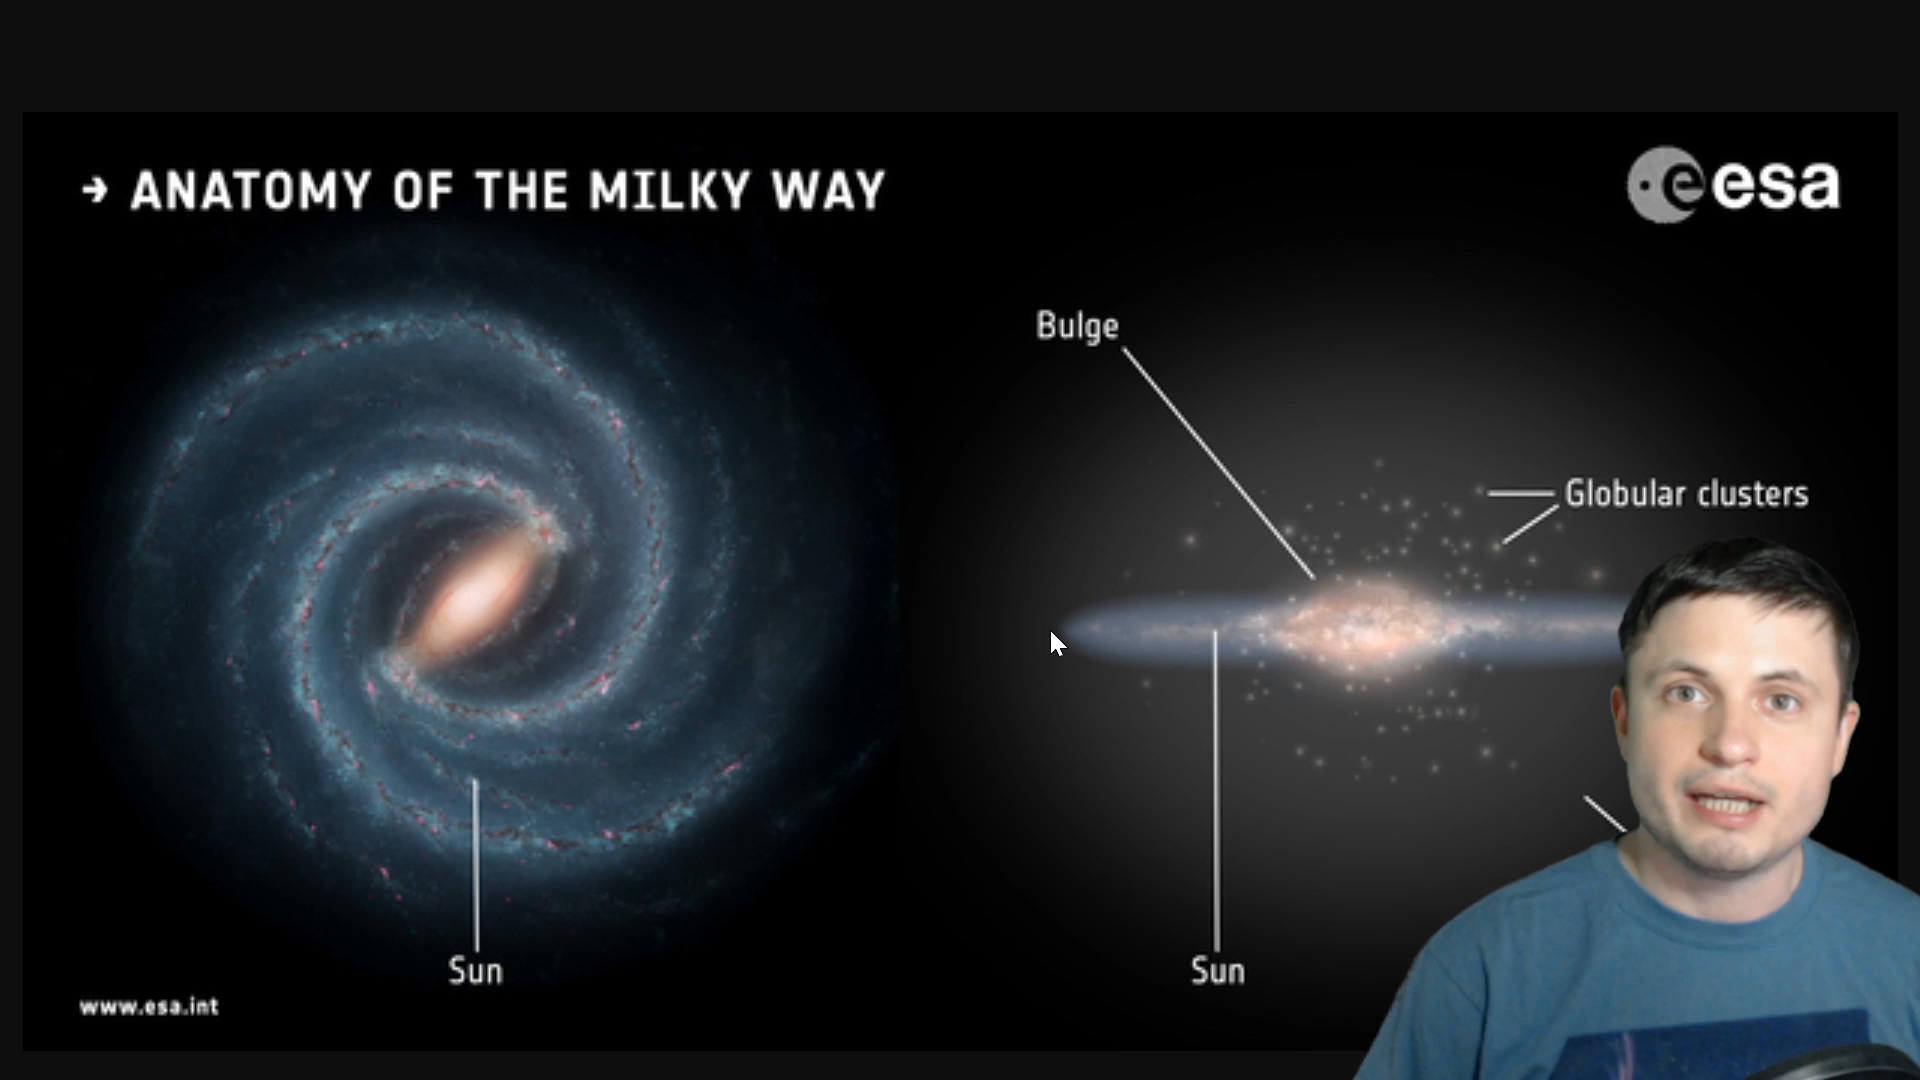 → ANATOMY OF THE MILKY WAY
esa
Bulge
Globular clusters
Sun
Sun
www.esa.int